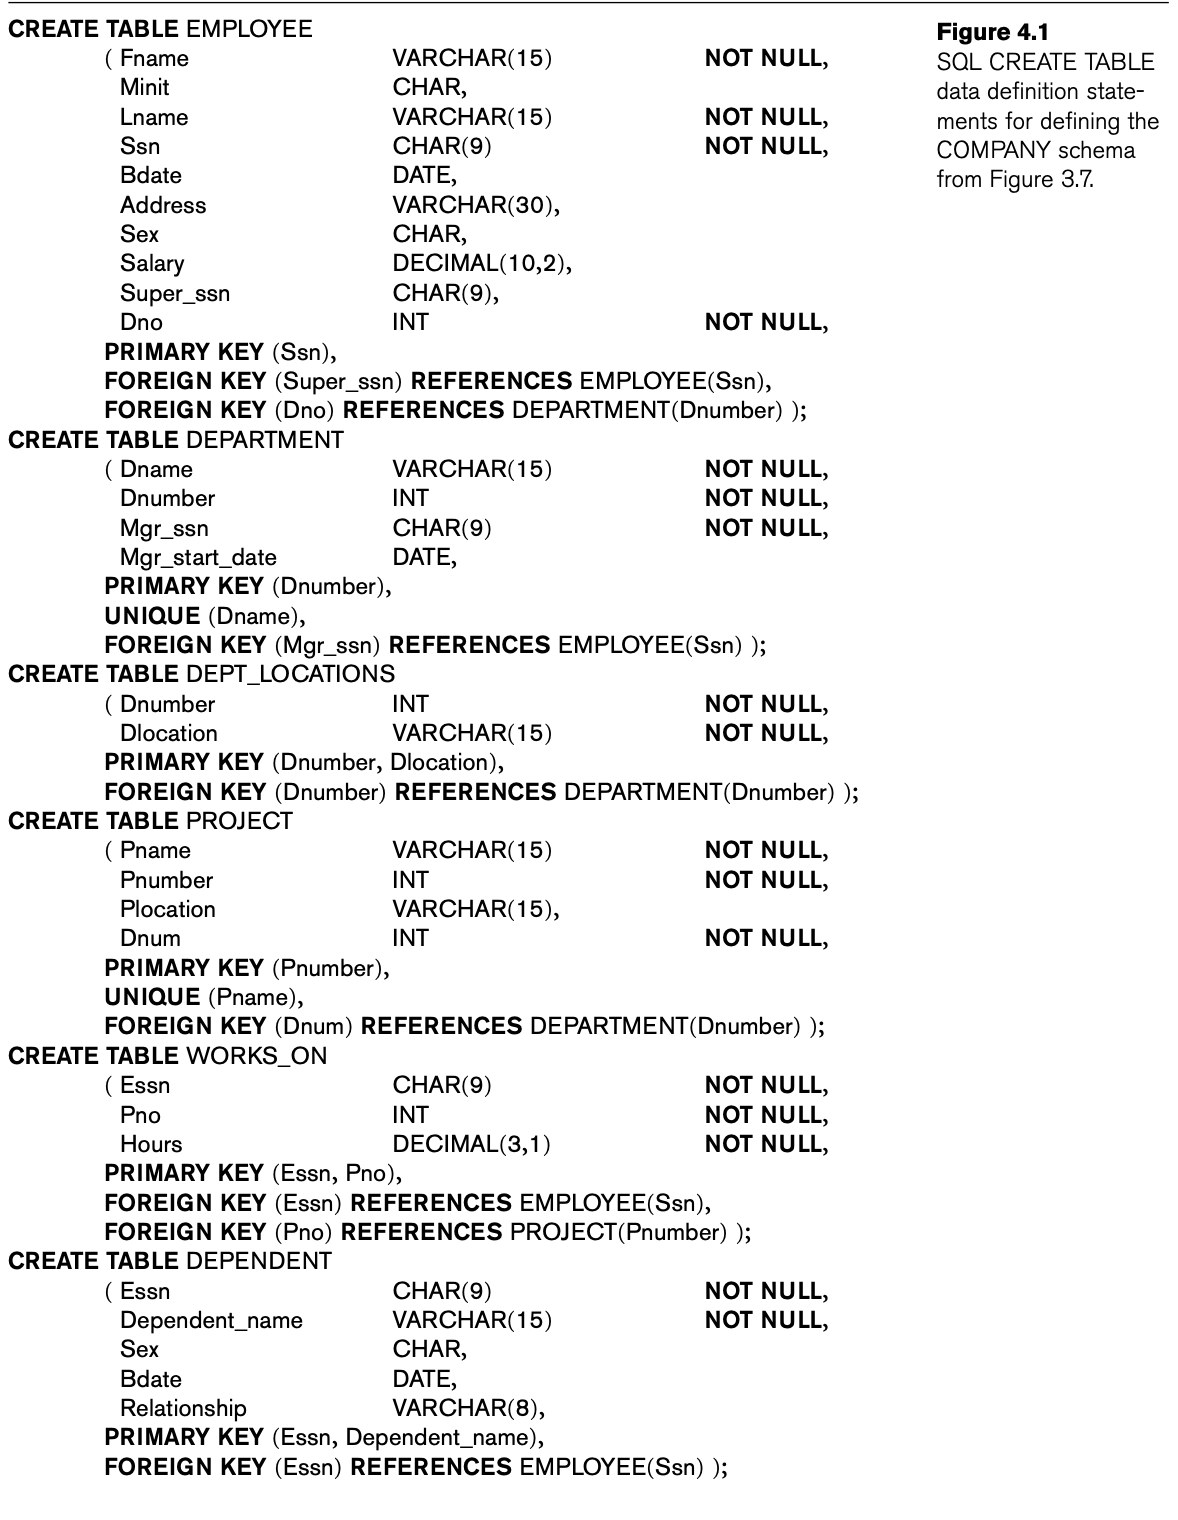 CREATE TABLE EMPLOYEE
( Fname VARCHAR(15) NOT NULL,
Minit CHAR,
Lname VARCHAR(15) NOT NULL,
Ssn CHAR(9) NOT NULL,
Bdate DATE,
Address VARCHAR(30),
Sex CHAR,
Salary DECIMAL(10,2),
Super_ssn CHAR(9),
Dno INT NOT NULL,
PRIMARY KEY (Ssn),
FOREIGN KEY (Super_ssn) REFERENCES EMPLOYEE(Ssn),
FOREIGN KEY (Dno) REFERENCES DEPARTMENT(Dnumber) );
CREATE TABLE DEPARTMENT
( Dname VARCHAR(15) NOT NULL,
Dnumber INT NOT NULL,
Mgr_ssn CHAR(9) NOT NULL,
Mgr_start_date DATE,
PRIMARY KEY (Dnumber),
UNIQUE (Dname),
FOREIGN KEY (Mgr_ssn) REFERENCES EMPLOYEE(Ssn) );
CREATE TABLE DEPT_LOCATIONS
( Dnumber INT NOT NULL,
Dlocation VARCHAR(15) NOT NULL,
PRIMARY KEY (Dnumber, Dlocation),
FOREIGN KEY (Dnumber) REFERENCES DEPARTMENT(Dnumber) );
CREATE TABLE PROJECT
( Pname VARCHAR(15) NOT NULL,
Pnumber INT NOT NULL,
Plocation VARCHAR(15),
Dnum INT NOT NULL,
PRIMARY KEY (Pnumber),
UNIQUE (Pname),
FOREIGN KEY (Dnum) REFERENCES DEPARTMENT(Dnumber) );
CREATE TABLE WORKS_ON
( Essn CHAR(9) NOT NULL,
Pno INT NOT NULL,
Hours DECIMAL(3,1) NOT NULL,
PRIMARY KEY (Essn, Pno),
FOREIGN KEY (Essn) REFERENCES EMPLOYEE(Ssn),
FOREIGN KEY (Pno) REFERENCES PROJECT(Pnumber) );
CREATE TABLE DEPENDENT
( Essn CHAR(9) NOT NULL,
Dependent_name VARCHAR(15) NOT NULL,
Sex CHAR,
Bdate DATE,
Relationship VARCHAR(8),
PRIMARY KEY (Essn, Dependent_name),
FOREIGN KEY (Essn) REFERENCES EMPLOYEE(Ssn) );
Figure 4.1
SQL CREATE TABLE
data definition state-
ments for defining the
COMPANY schema
from Figure 3.7.